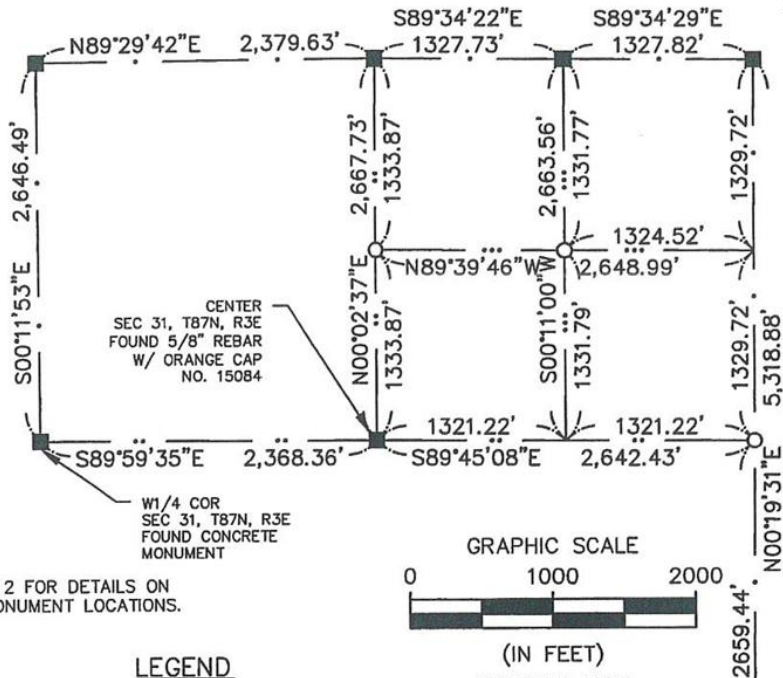 S89°34'22"E
S89°34'29"E
N89°29'42"E
2,379.63'
1327.73'
1327.82'
2,646.49'
S00°11'53"E
2,667.73'
1333.87'
2,663.56'
1331.77'
1329.72'
1324.52'
N89°39'46"W
2,648.99'
CENTER
SEC 31, T87N, R3E
FOUND 5/8" REBAR
W/ ORANGE CAP
NO. 15084
N00°02'37"E
1333.87'
S00°11'00"W
1331.79'
1329.72'
5,318.88'
1321.22'
1321.22'
S89°59'35"E
2,368.36'
S89°45'08"E
2,642.43'
N00°19'31"E
W1/4 COR
SEC 31, T87N, R3E
FOUND CONCRETE
MONUMENT
2 FOR DETAILS ON
ONUMENT LOCATIONS.
GRAPHIC SCALE
0 1000 2000
(IN FEET)
2659.44'
LEGEND